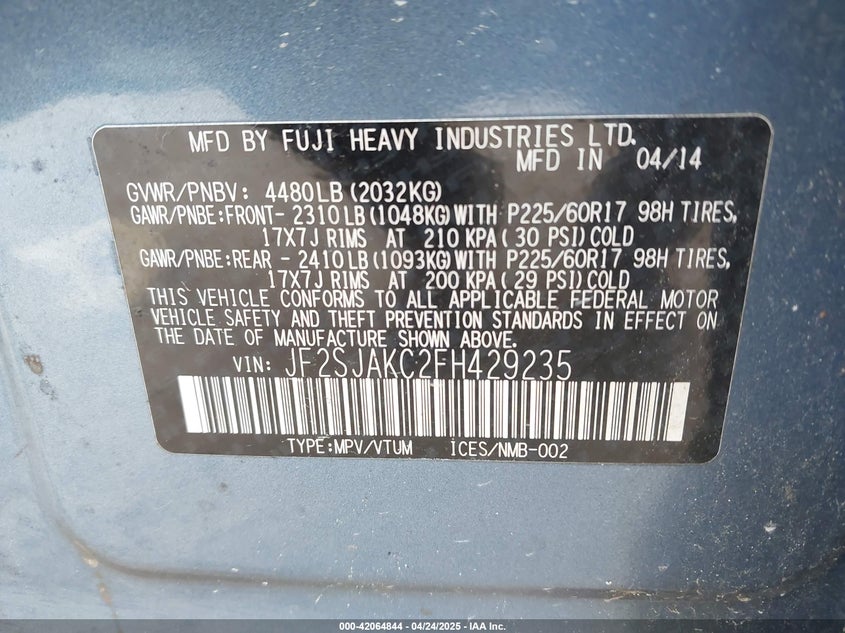 MFD BY FUJI HEAVY INDUSTRIES LTD.
MFD IN 04/14
GVWR/PNBV: 4480LB (2032KG)
GAWR/PNBE:FRONT- 2310LB(1048KG)WITH P225/60R17 98H TIRES,
17X7J RIMS AT 210 KPA( 30 PSI)COLD
GAWR/PNBE:REAR - 2410LB(1093KG)WITH P225/60R17 98H TIRES,
17X7J RIMS AT 200 KPA( 29 PSI)COLD
THIS VEHICLE CONFORMS TO ALL APPLICABLE FEDERAL MOTOR
VEHICLE SAFETY AND THEFT PREVENTION STANDARDS IN EFFECT ON
THE DATE OF MANUFACTURE SHOWN ABOVE.
VIN: JF2SJAKC2FH429235
TYPE:MPV/VTUM ICES/NMB-002
000-42064844 - 04/24/2025 - IAA Inc.